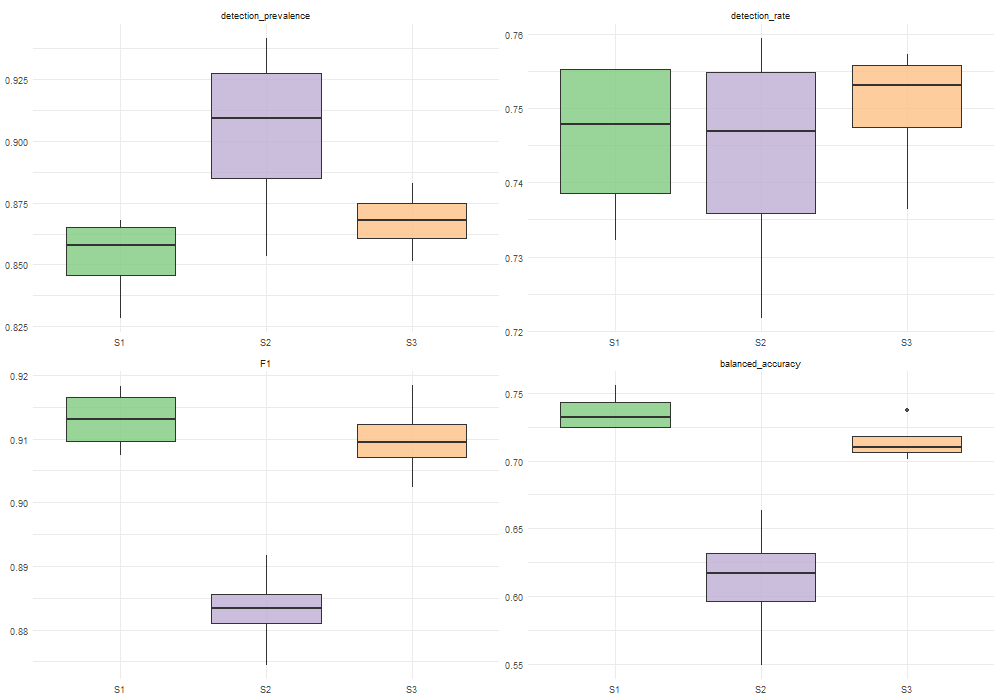 detection_prevalence
0.925
0.900
0.875
0.850
0.825
S1 S2 S3
detection_rate
0.76
0.75
0.74
0.73
0.72
S1 S2 S3
F1
0.92
0.91
0.90
0.89
0.88
S1 S2 S3
balanced_accuracy
0.75
0.70
0.65
0.60
0.55
S1 S2 S3